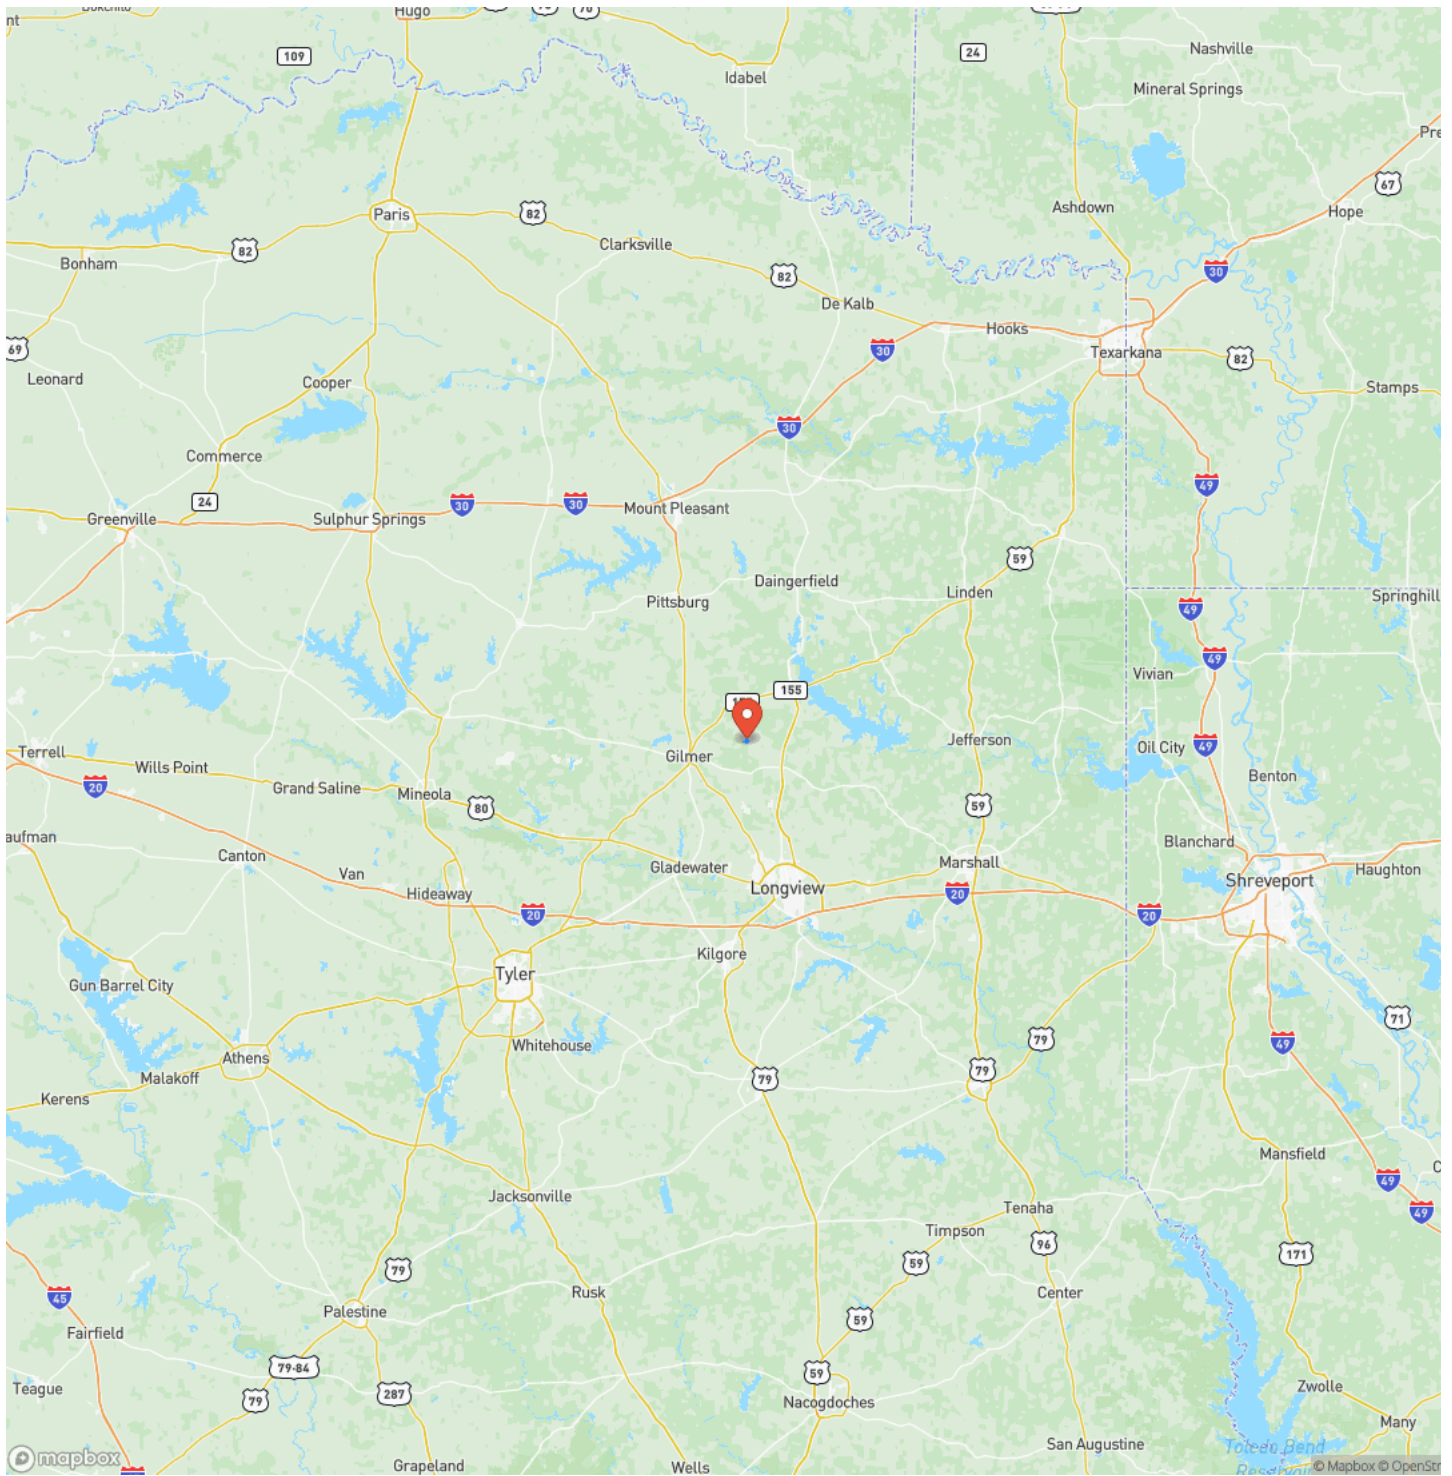 Hugo
70
Nashville
109
24
Idabel
Mineral Springs
67
Paris
82
Ashdown
Hope
82
Clarksville
Bonham
82
30
De Kalb
Hooks
69
30
Texarkana
82
Leonard
Cooper
Stamps
30
Commerce
49
24
30
30
Mount Pleasant
Greenville
Sulphur Springs
59
Daingerfield
Linden
Springhill
Pittsburg
49
49
Vivian
155
Jefferson
Oil City
49
Terrell
Gilmer
Wills Point
Benton
20
Grand Saline
Mineola
80
59
Blanchard
Canton
Marshall
Van
Gladewater
Haughton
Hideaway
Longview
Shreveport
20
20
20
Kilgore
Tyler
Gun Barrel City
71
Whitehouse
79
49
Athens
79
79
Malakoff
Kerens
Mansfield
49
Jacksonville
Tenaha
49
Timpson
96
171
79
59
Rusk
Center
45
Palestine
59
Fairfield
79-84
59
Teague
287
79
Zwolle
Nacogdoches
Many
San Augustine
Toledo Bend
mapbox
Grapeland
Wells
© Mapbox © OpenStr